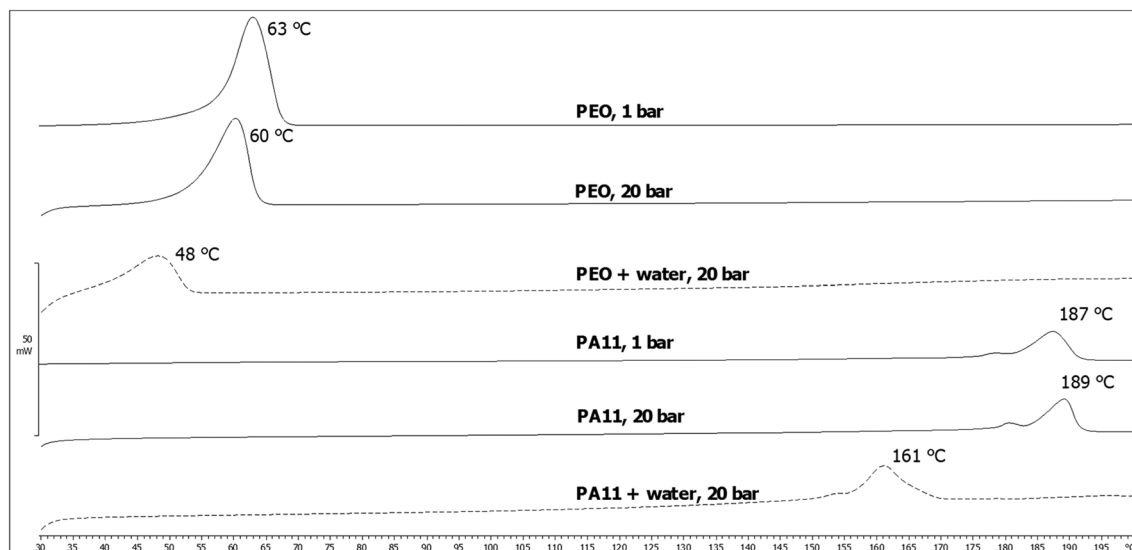 63 °C
PEO, 1 bar
60 °C
PEO, 20 bar
48 °C
PEO + water, 20 bar
187 °C
50
mW
PA11, 1 bar
189 °C
PA11, 20 bar
161 °C
PA11 + water, 20 bar
30 35 40 45 50 55 60 65 70 75 80 85 90 95 100 105 110 115 120 125 130 135 140 145 150 155 160 165 170 175 180 185 190 195 90